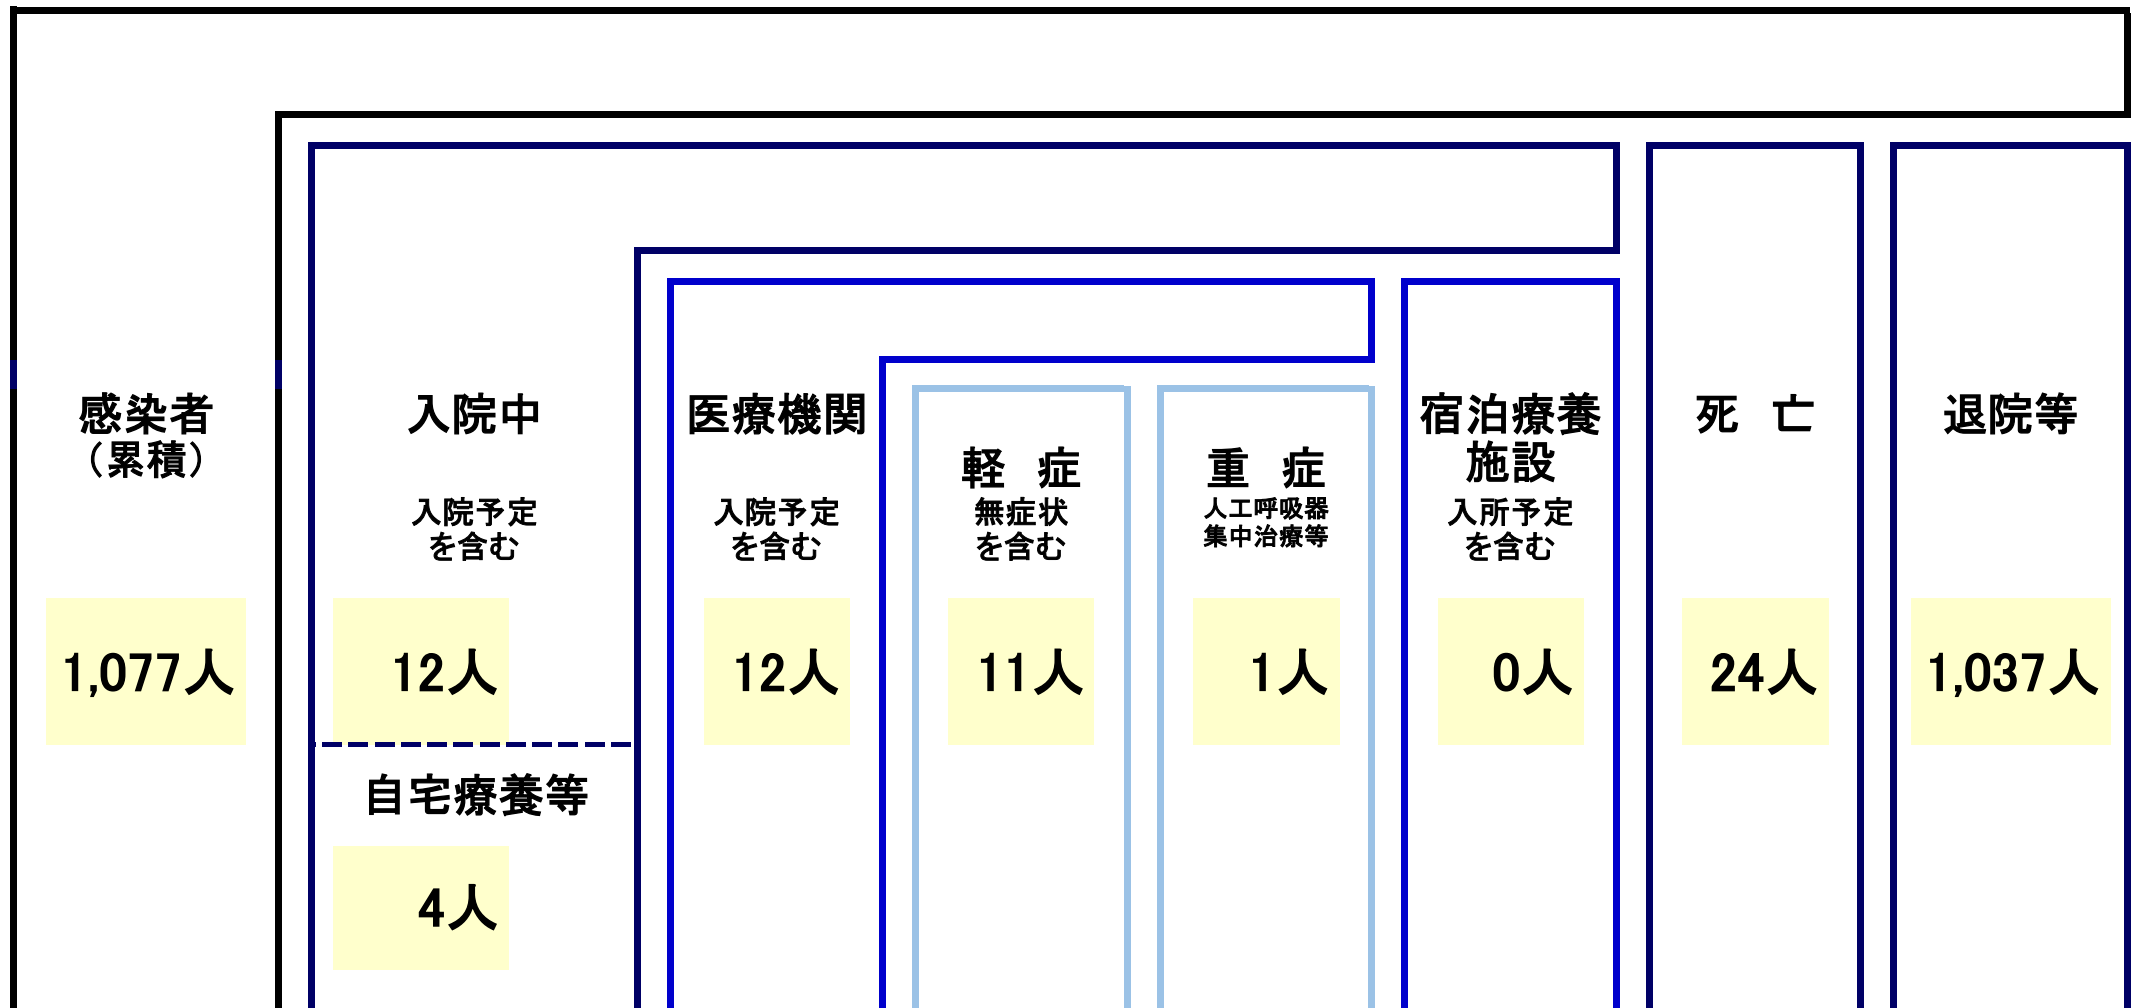 感染者
（累積）
1,077人
入院中
入院予定
を含む
12人
自宅療養等
4人
医療機関
入院予定
を含む
12人
軽 症
無症状
を含む
11人
重 症
人工呼吸器
集中治療等
1人
宿泊療養
施設
入所予定
を含む
0人
死 亡
24人
退院等
1,037人